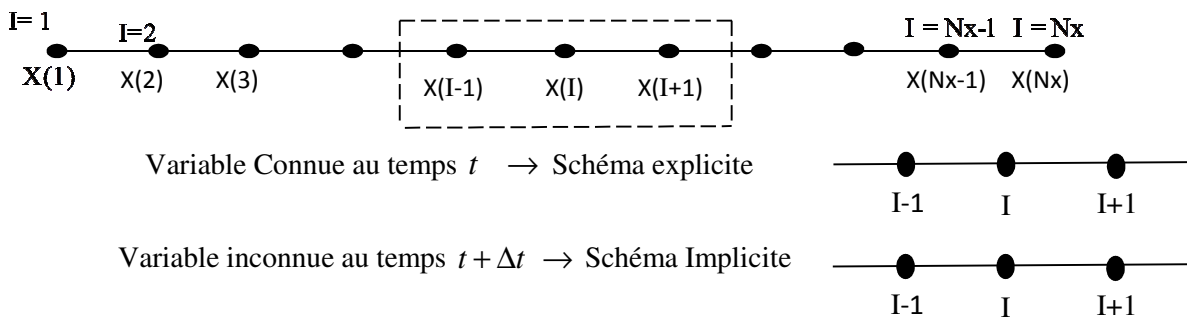 I= 1 I=2 I = Nx-1 I = Nx
X(1) X(2) X(3) X(I-1) X(I) X(I+1) X(Nx-1) X(Nx)
Variable Connue au temps t → Schéma explicite
I-1 I I+1
Variable inconnue au temps t + Δt → Schéma Implicite
I-1 I I+1